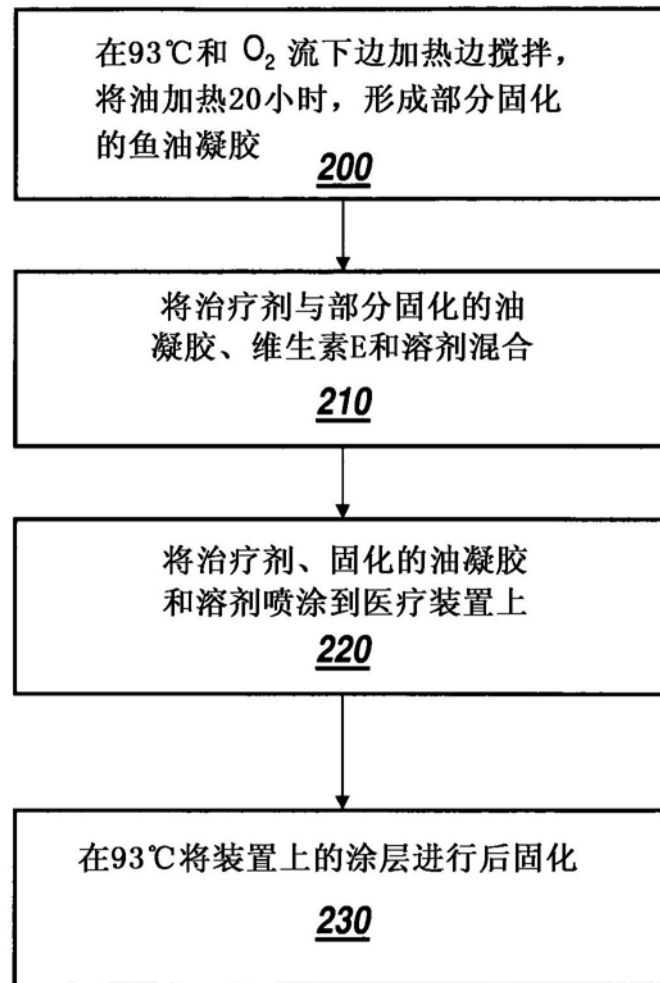 在93℃和 O₂ 流下边加热边搅拌，
将油加热20小时，形成部分固化
的鱼油凝胶
200
将治疗剂与部分固化的油
凝胶、维生素E和溶剂混合
210
将治疗剂、固化的油凝胶
和溶剂喷涂到医疗装置上
220
在93℃将装置上的涂层进行后固化
230